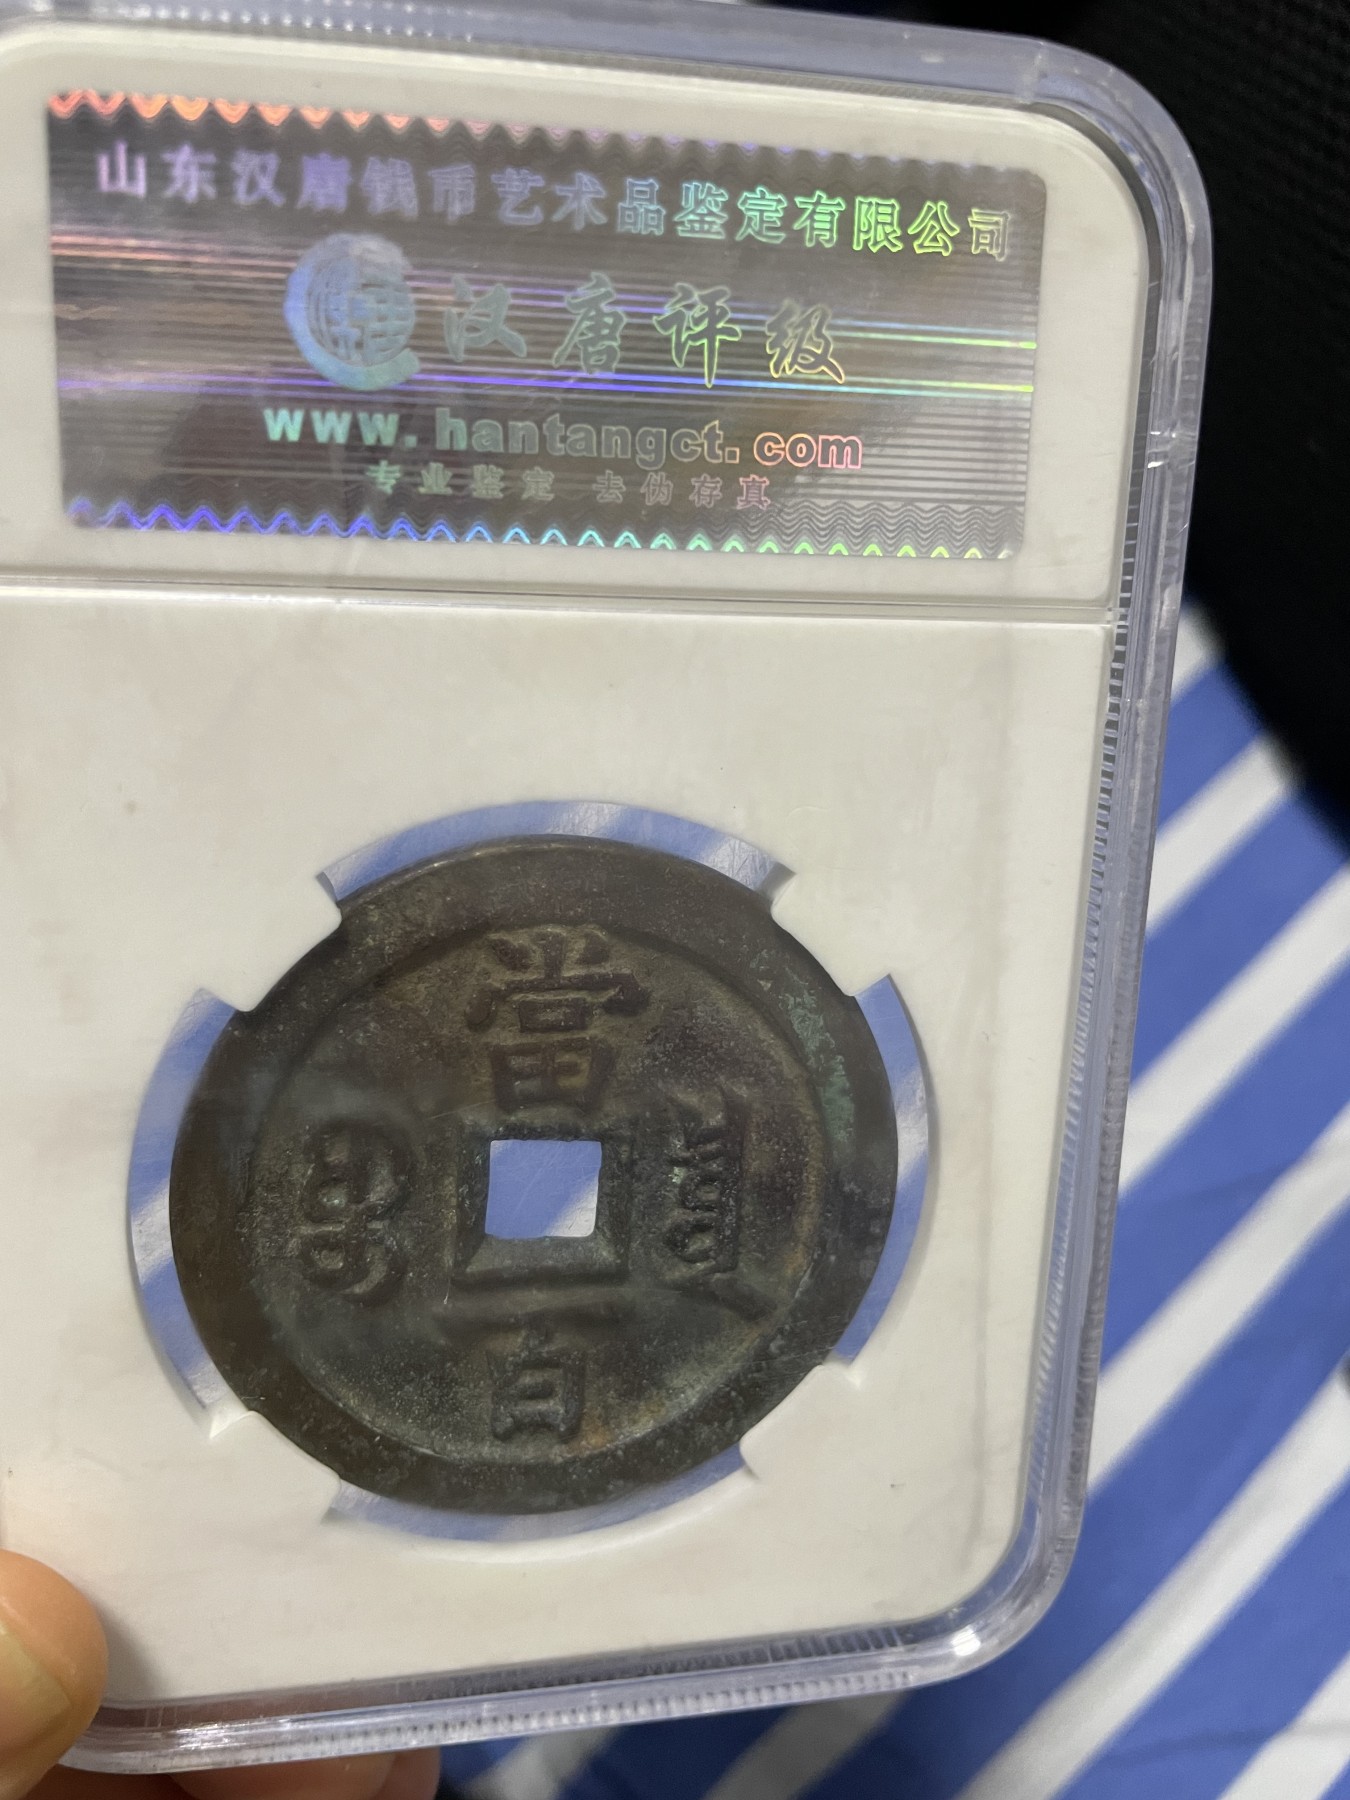 山东汉唐钱币艺术品鉴定有限公司
汉唐评级
www.hantangct.com
专业鉴定 去伪存真
當
百